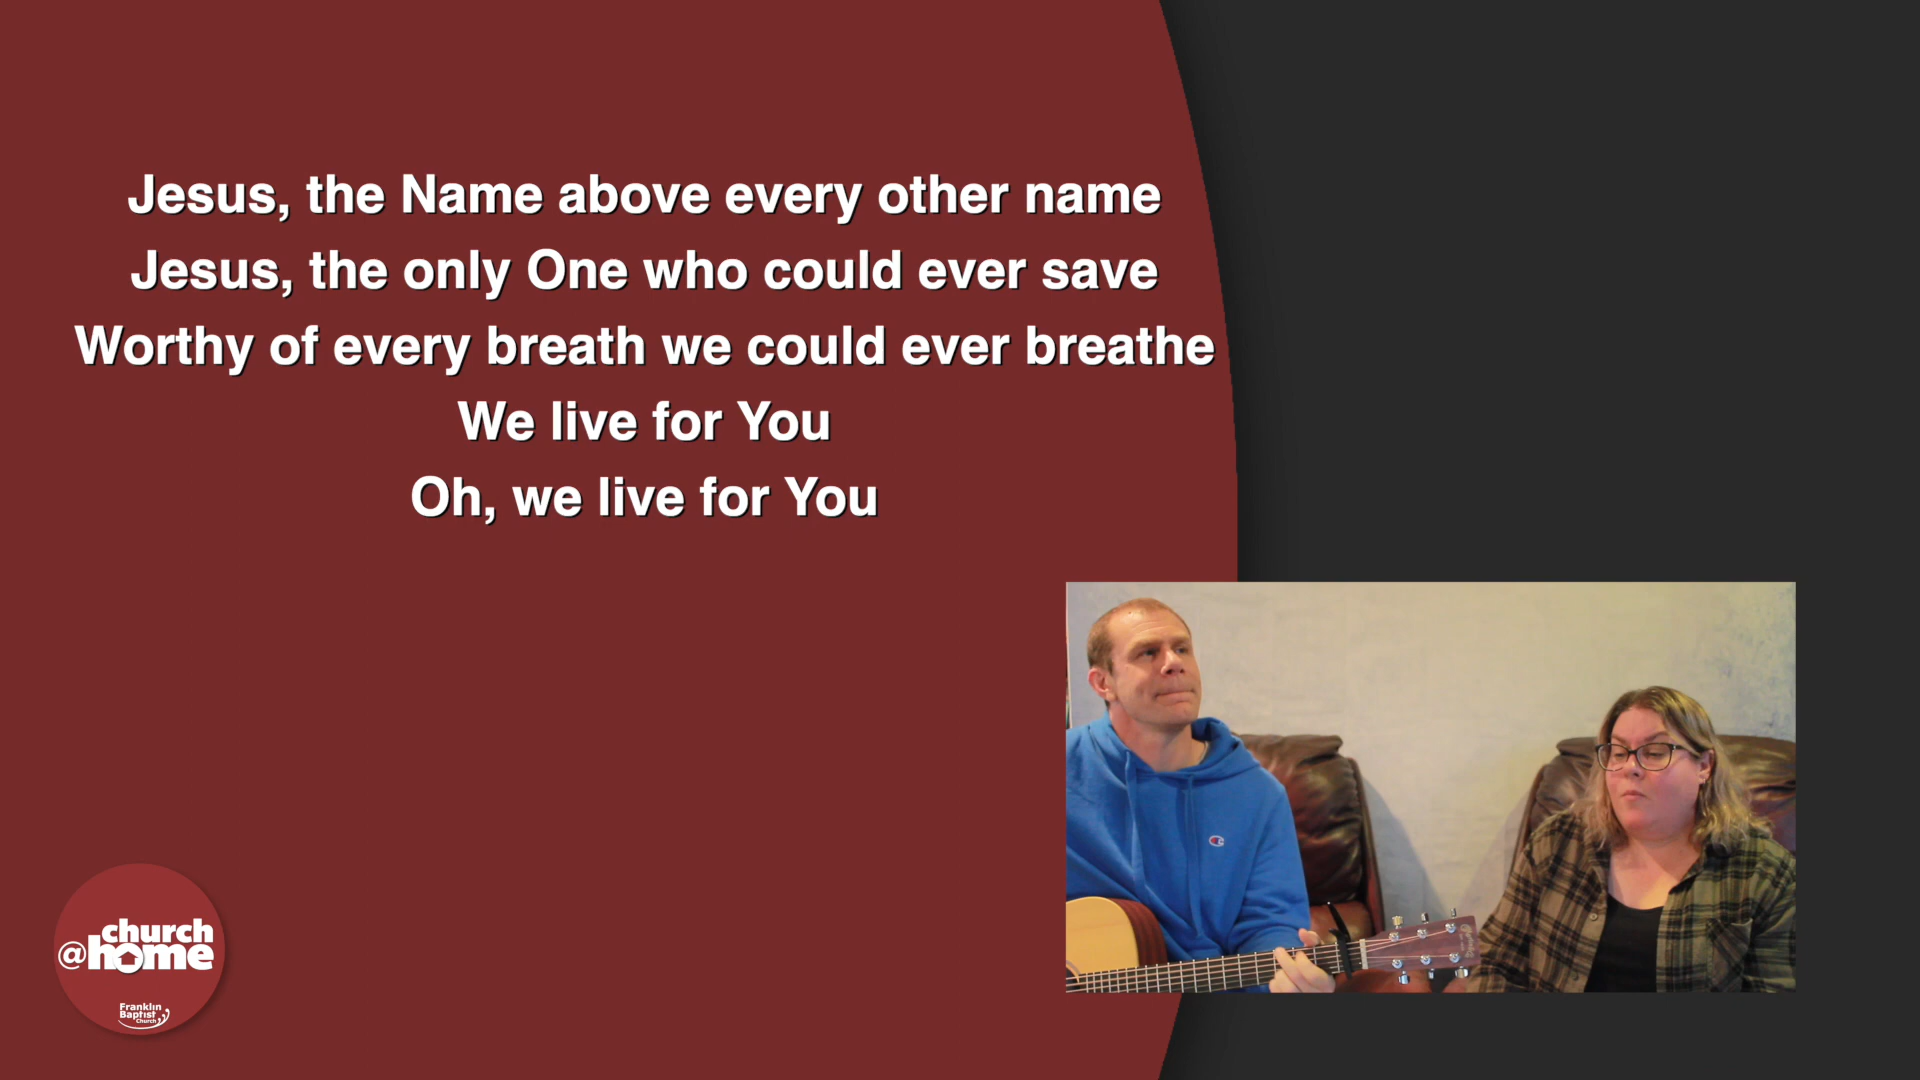 Jesus, the Name above every other name
Jesus, the only One who could ever save
Worthy of every breath we could ever breathe
We live for You
Oh, we live for You
church
@home
Franklin
Baptist
Church